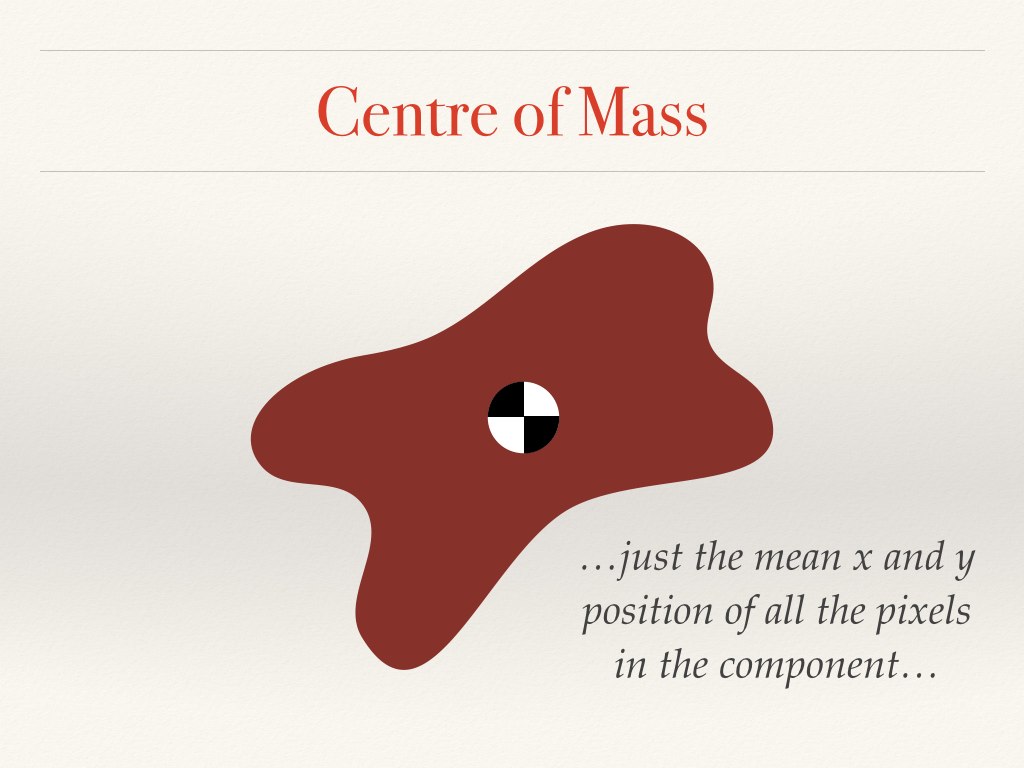 Centre of Mass
…just the mean x and y
position of all the pixels
in the component…